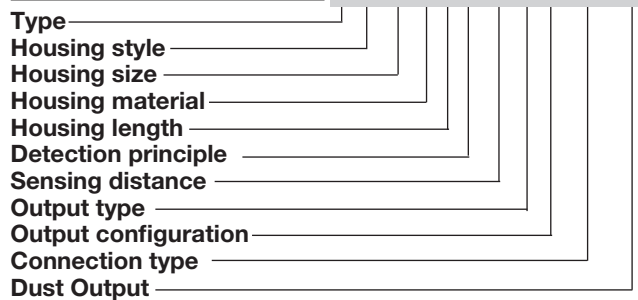 Type
Housing style
Housing size
Housing material
Housing length
Detection principle
Sensing distance
Output type
Output configuration
Connection type
Dust Output